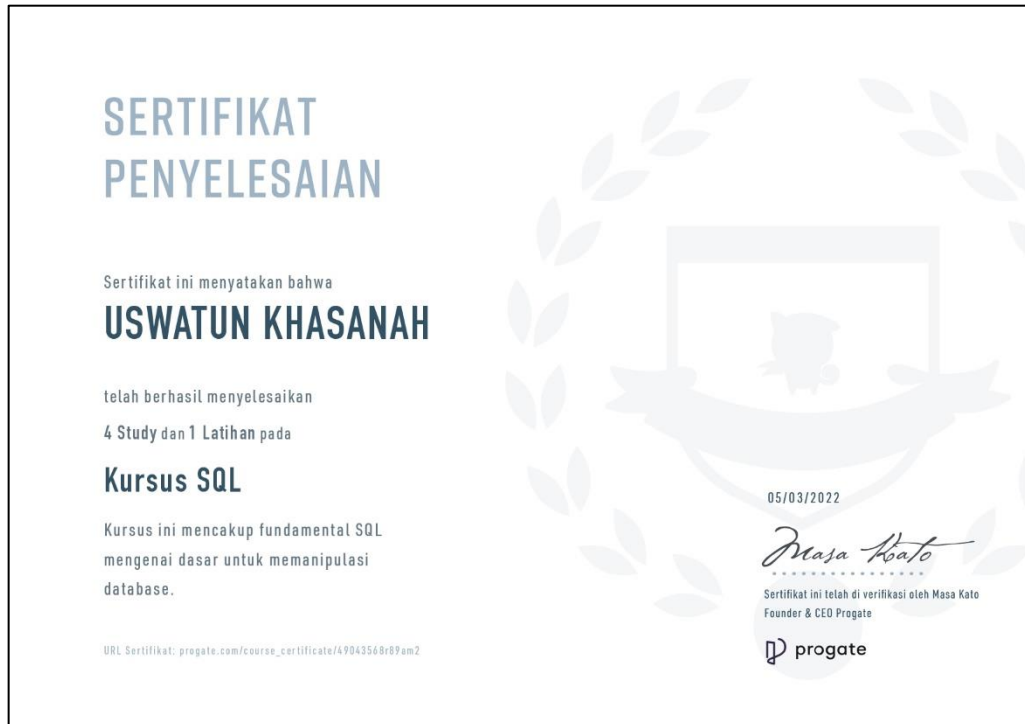 SERTIFIKAT
PENYELESAIAN
Sertifikat ini menyatakan bahwa
USWATUN KHASANAH
telah berhasil menyelesaikan
4 Study dan 1 Latihan pada
Kursus SQL
Kursus ini mencakup fundamental SQL
mengenai dasar untuk memanipulasi
database.
URL Sertifikat: progate.com/course_certificate/49043568r89am2
05/03/2022
Masa Kato
Sertifikat ini telah di verifikasi oleh Masa Kato
Founder & CEO Progate
progate